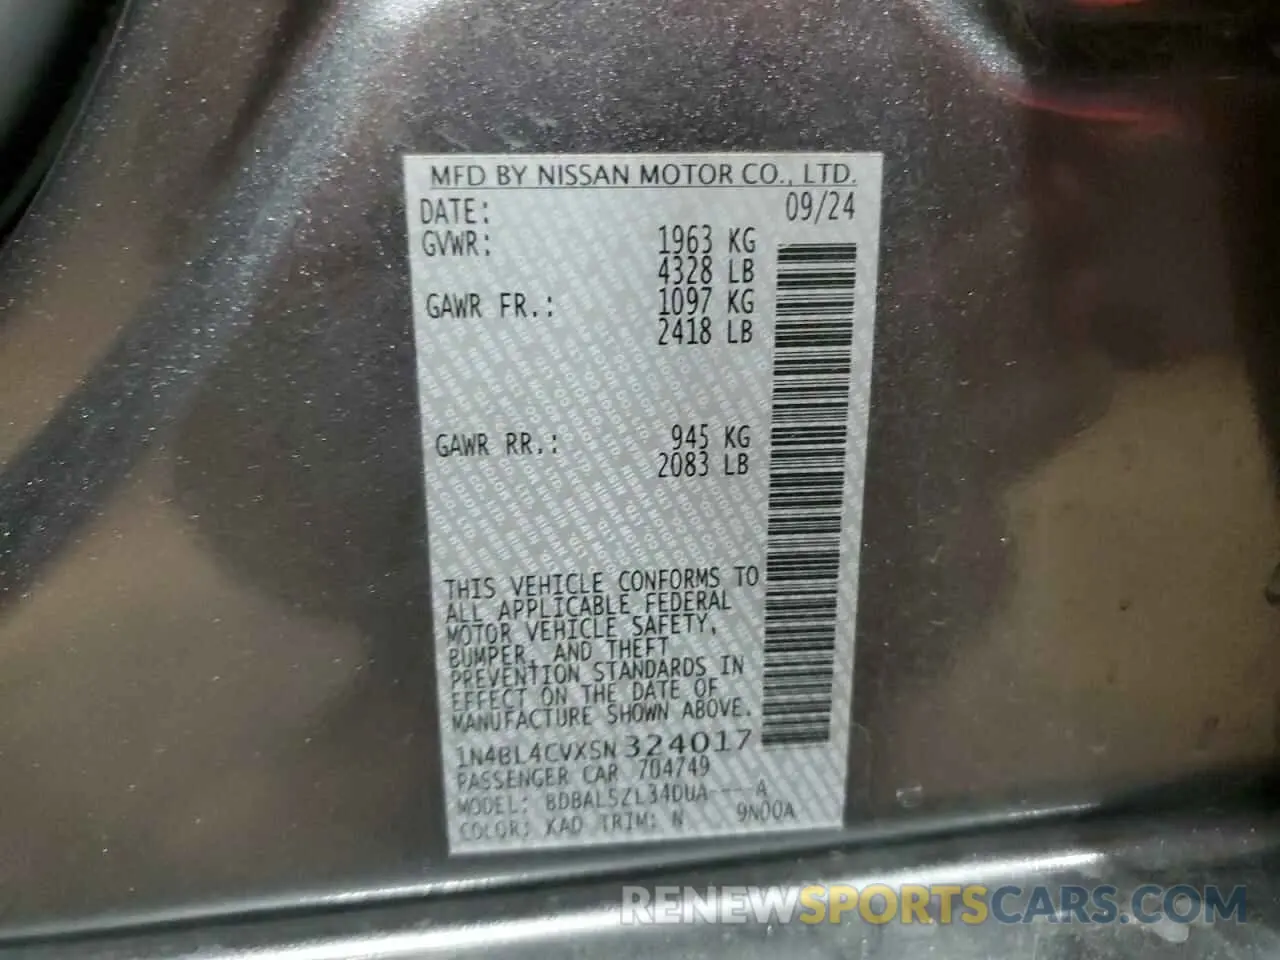 MFD BY NISSAN MOTOR CO., LTD.
DATE: 09/24
GVWR: 1963 KG
4328 LB
GAWR FR.: 1097 KG
2418 LB
GAWR RR.: 945 KG
2083 LB
THIS VEHICLE CONFORMS TO
ALL APPLICABLE FEDERAL
MOTOR VEHICLE SAFETY,
BUMPER, AND THEFT
PREVENTION STANDARDS IN
EFFECT ON THE DATE OF
MANUFACTURE SHOWN ABOVE.
1N4BL4CVXSN324017
PASSENGER CAR 704749
MODEL: BDBALSZL34DUA----A
COLOR: KAD TRIM: N 9N00A
RENEWSPORTSCARS.COM